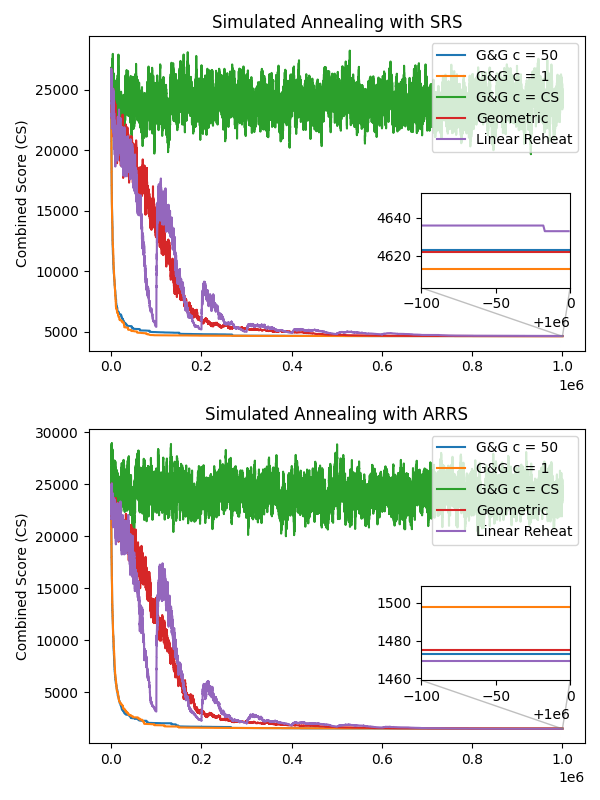 Simulated Annealing with SRS
Combined Score (CS)
25000
20000
15000
10000
5000
G&G c = 50
G&G c = 1
G&G c = CS
Geometric
Linear Reheat
4640
4620
−100
−50
0
+1e6
0.0
0.2
0.4
0.6
0.8
1.0
1e6
Simulated Annealing with ARRS
Combined Score (CS)
30000
25000
20000
15000
10000
5000
G&G c = 50
G&G c = 1
G&G c = CS
Geometric
Linear Reheat
1500
1480
1460
−100
−50
0
+1e6
0.0
0.2
0.4
0.6
0.8
1.0
1e6